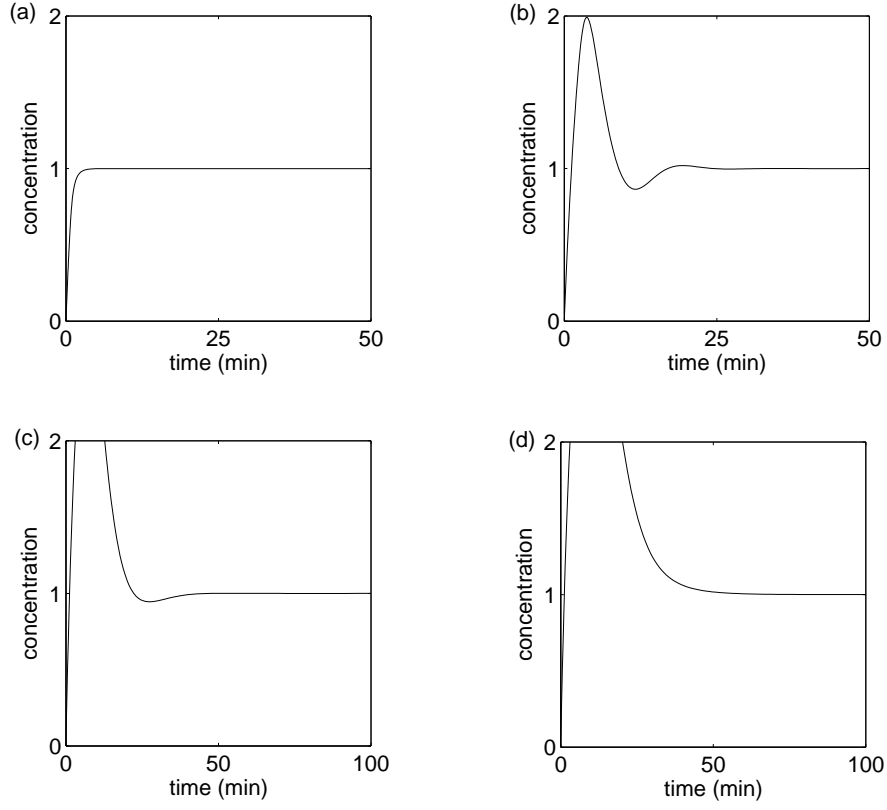 (a)
2
1
0
0 25 50
time (min)
concentration
(b)
2
1
0
0 25 50
time (min)
concentration
(c)
2
1
0
0 50 100
time (min)
concentration
(d)
2
1
0
0 50 100
time (min)
concentration